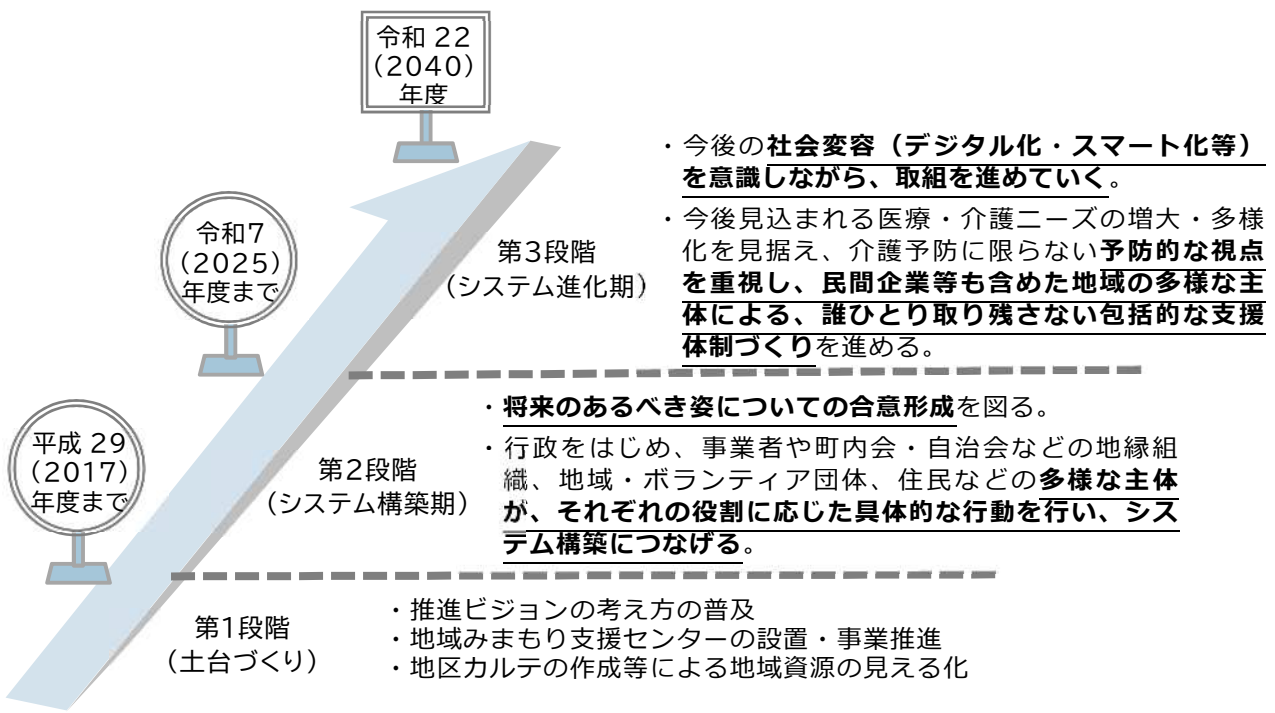 令和 22
(2040)
年度
・今後の社会変容（デジタル化・スマート化等）
を意識しながら、取組を進めていく。
・今後見込まれる医療・介護ニーズの増大・多様
化を見据え、介護予防に限らない予防的な視点
を重視し、民間企業等も含めた地域の多様な主
体による、誰ひとり取り残さない包括的な支援
体制づくりを進める。
令和7
(2025)
年度まで
第3段階
（システム進化期）
・将来のあるべき姿についての合意形成を図る。
・行政をはじめ、事業者や町内会・自治会などの地縁組
織、地域・ボランティア団体、住民などの多様な主体
が、それぞれの役割に応じた具体的な行動を行い、シス
テム構築につなげる。
平成 29
(2017)
年度まで
第2段階
（システム構築期）
第1段階
（土台づくり）
・推進ビジョンの考え方の普及
・地域みまもり支援センターの設置・事業推進
・地区カルテの作成等による地域資源の見える化